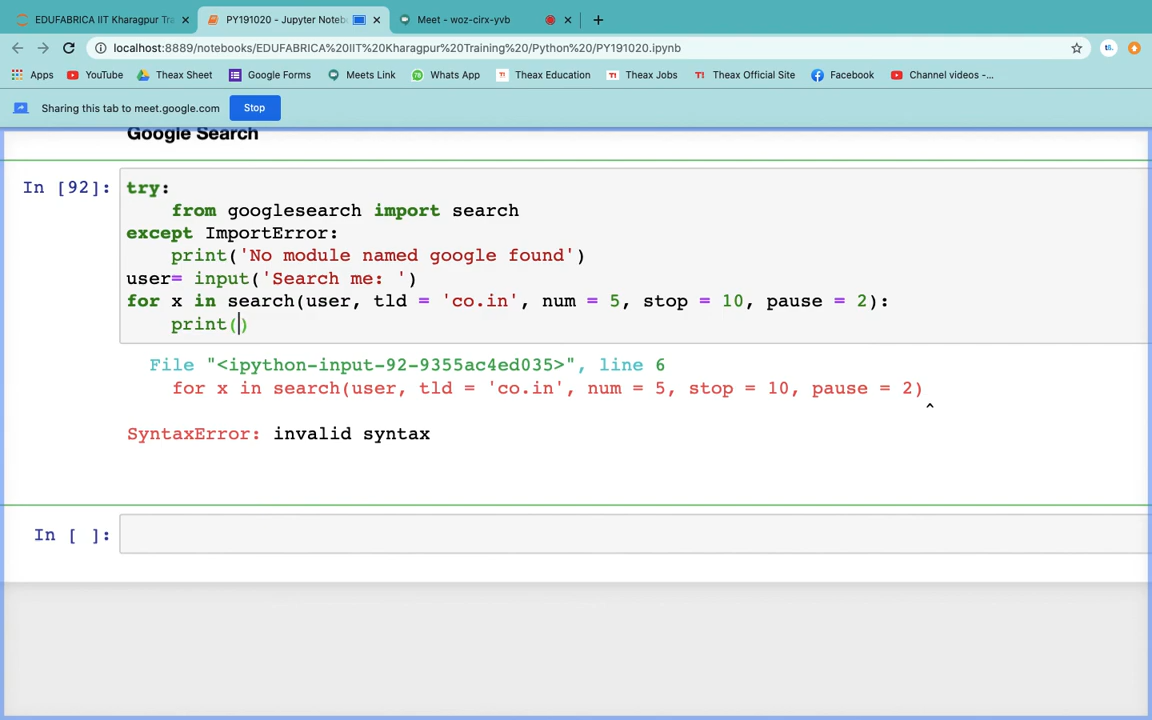 EDUFABRICA IIT Kharagpur Tra
PY191020 - Jupyter Noteb
Meet - woz-cirx-yvb
localhost:8889/notebooks/EDUFABRICA%20IIT%20Kharagpur%20Training%20/Python%20/PY191020.ipynb
Apps YouTube Theax Sheet Google Forms Meets Link Whats App Theax Education Theax Jobs Theax Official Site Facebook Channel videos -...
Sharing this tab to meet.google.com Stop
Google Search
In [92]: try:
from googlesearch import search
except ImportError:
print('No module named google found')
user= input('Search me: ')
for x in search(user, tld = 'co.in', num = 5, stop = 10, pause = 2):
print()
File "<ipython-input-92-9355ac4ed035>", line 6
for x in search(user, tld = 'co.in', num = 5, stop = 10, pause = 2)
^
SyntaxError: invalid syntax
In [ ]: